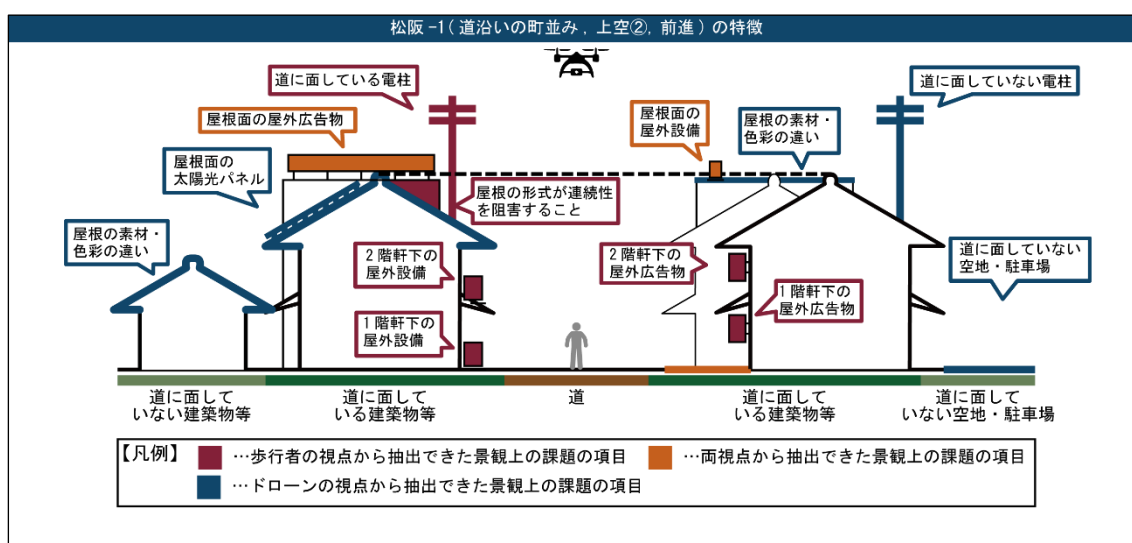 松阪-1(道沿いの町並み, 上空②, 前進)の特徴
道に面している電柱
道に面していない電柱
屋根面の屋外広告物
屋根面の
屋外設備
屋根の素材・
色彩の違い
屋根面の
太陽光パネル
屋根の形式が連続性
を阻害すること
屋根の素材・
色彩の違い
2階軒下の
屋外設備
2階軒下の
屋外広告物
道に面していない
空地・駐車場
1階軒下の
屋外設備
1階軒下の
屋外広告物
道に面して
いない建築物等
道に面して
いる建築物等
道
道に面して
いる建築物等
道に面して
いない空地・駐車場
【凡例】 …歩行者の視点から抽出できた景観上の課題の項目 …両視点から抽出できた景観上の課題の項目
…ドローンの視点から抽出できた景観上の課題の項目